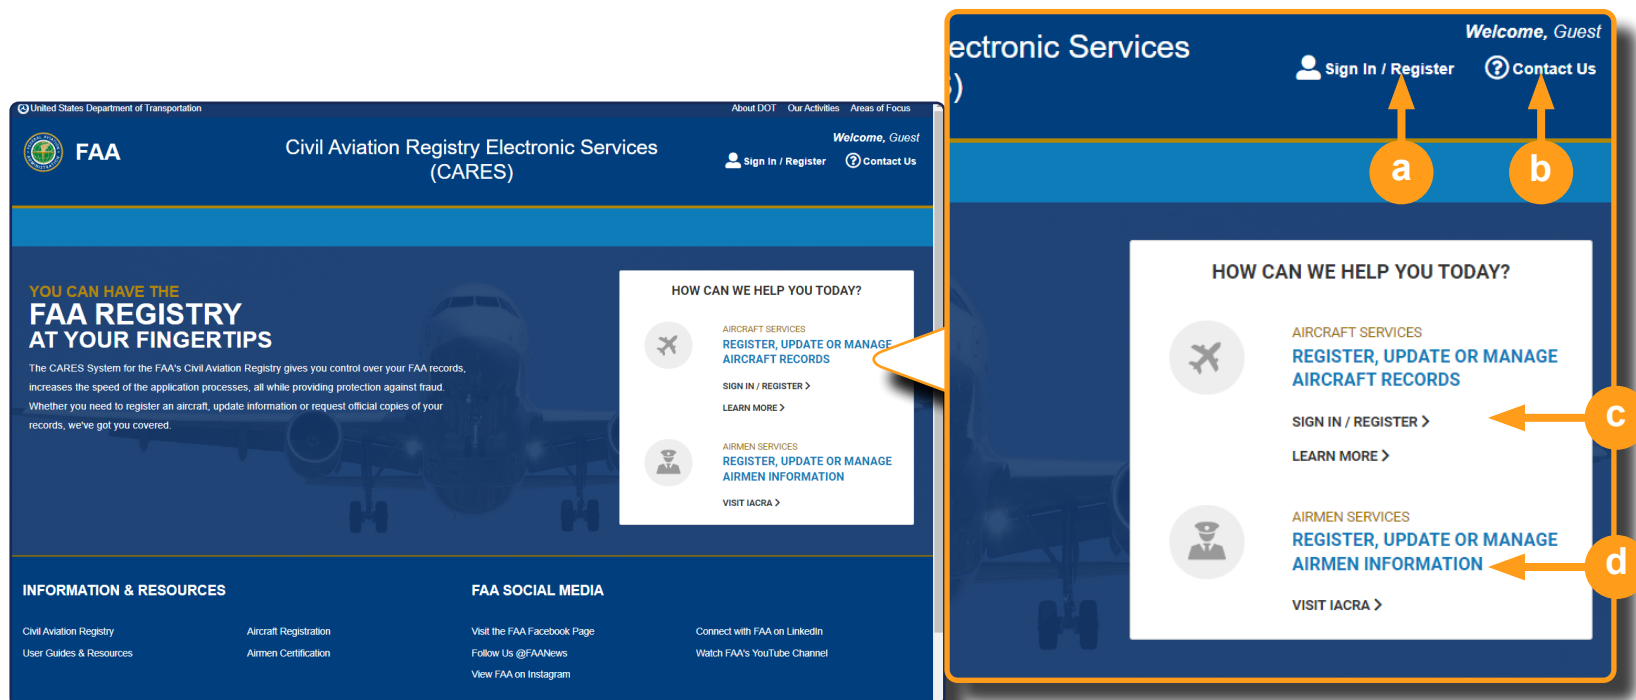 United States Department of Transportation
About DOT Our Activities Areas of Focus
FAA
Civil Aviation Registry Electronic Services
(CARES)
Welcome, Guest
Sign In / Register
Contact Us
YOU CAN HAVE THE
FAA REGISTRY
AT YOUR FINGERTIPS
The CARES System for the FAA's Civil Aviation Registry gives you control over your FAA records,
increases the speed of the application processes, all while providing protection against fraud.
Whether you need to register an aircraft, update information or request official copies of your
records, we've got you covered.
HOW CAN WE HELP YOU TODAY?
AIRCRAFT SERVICES
REGISTER, UPDATE OR MANAGE
AIRCRAFT RECORDS
SIGN IN / REGISTER
LEARN MORE
AIRMEN SERVICES
REGISTER, UPDATE OR MANAGE
AIRMEN INFORMATION
VISIT IACRA
INFORMATION & RESOURCES
Civil Aviation Registry
Aircraft Registration
User Guides & Resources
Airmen Certification
FAA SOCIAL MEDIA
Visit the FAA Facebook Page
Connect with FAA on LinkedIn
Follow Us @FAANews
Watch FAA's YouTube Channel
View FAA on Instagram
ectronic Services
)
Welcome, Guest
Sign In / Register
Contact Us
a
b
HOW CAN WE HELP YOU TODAY?
AIRCRAFT SERVICES
REGISTER, UPDATE OR MANAGE
AIRCRAFT RECORDS
SIGN IN / REGISTER
c
LEARN MORE
AIRMEN SERVICES
REGISTER, UPDATE OR MANAGE
AIRMEN INFORMATION
d
VISIT IACRA